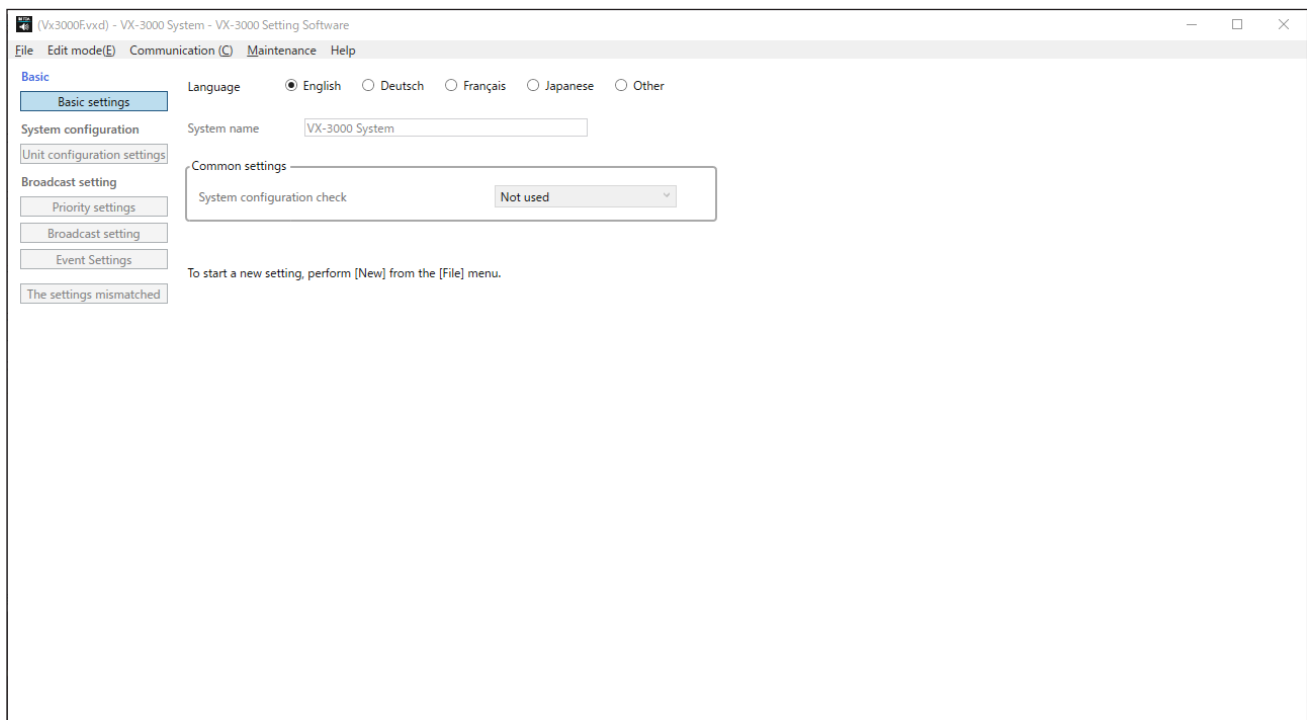 (Vx3000F.vxd) - VX-3000 System - VX-3000 Setting Software
File Edit mode(E) Communication (C) Maintenance Help
Basic
Basic settings
System configuration
Unit configuration settings
Broadcast setting
Priority settings
Broadcast setting
Event Settings
The settings mismatched
Language English Deutsch Français Japanese Other
System name VX-3000 System
Common settings
System configuration check Not used
To start a new setting, perform [New] from the [File] menu.